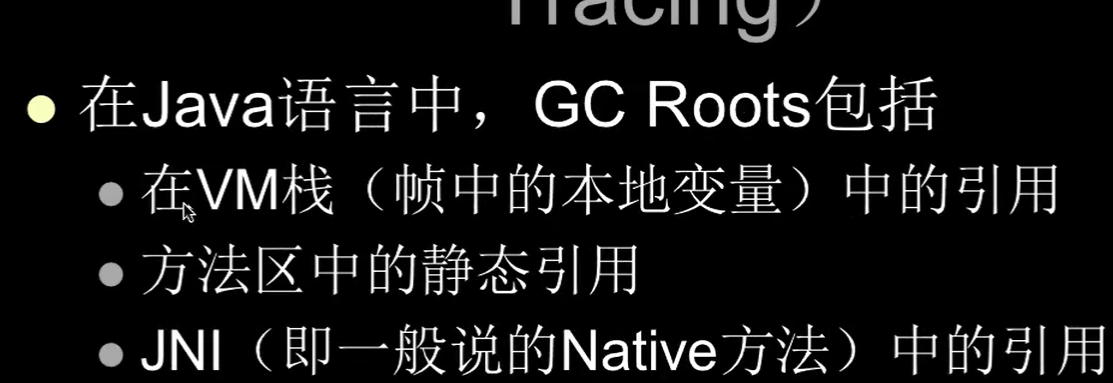 Tracing）
在Java语言中，GC Roots包括
在VM栈（帧中的本地变量）中的引用
方法区中的静态引用
JNI（即一般说的Native方法）中的引用